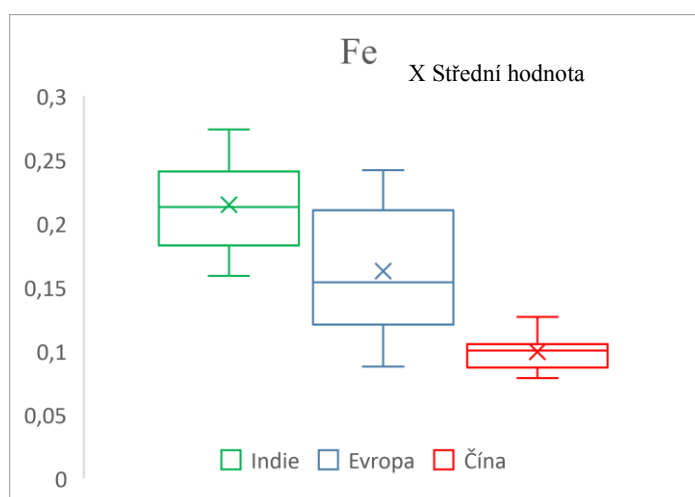 Fe
X Střední hodnota
0,3
0,25
0,2
0,15
0,1
0,05
0
Indie Evropa Čína